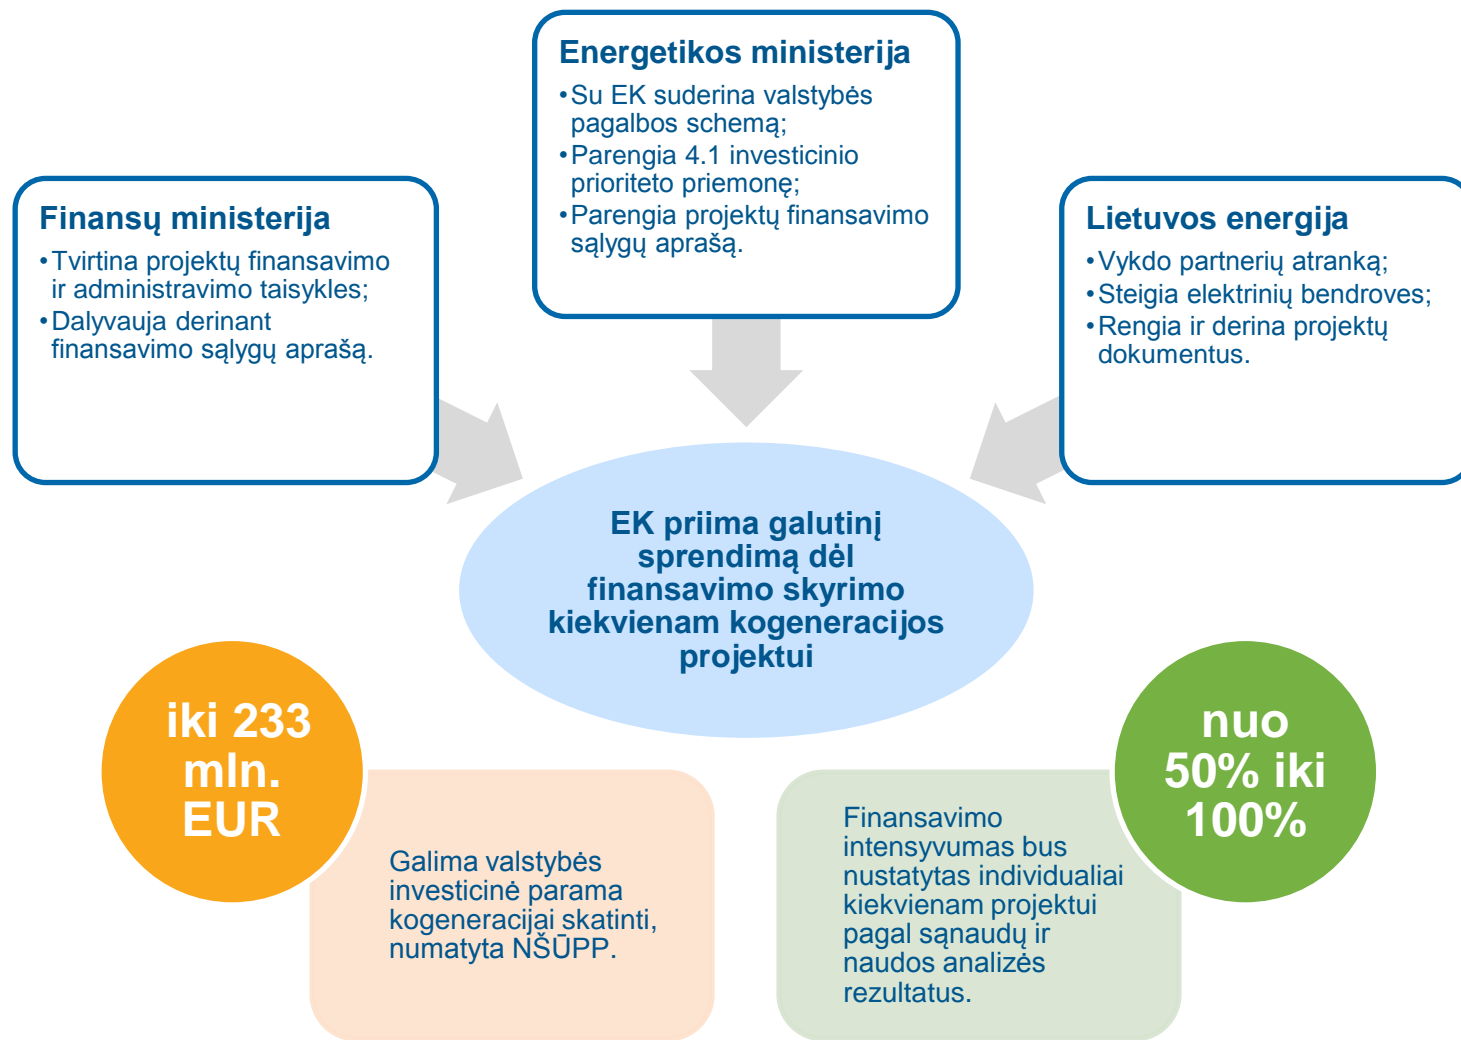 Energetikos ministerija
•Su EK suderina valstybės
pagalbos schemą;
•Parengia 4.1 investicinio
prioriteto priemonę;
•Parengia projektų finansavimo
sąlygų aprašą.
Finansų ministerija
•Tvirtina projektų finansavimo
ir administravimo taisykles;
•Dalyvauja derinant
finansavimo sąlygų aprašą.
Lietuvos energija
•Vykdo partnerių atranką;
•Steigia elektrinių bendroves;
•Rengia ir derina projektų
dokumentus.
EK priima galutinį
sprendimą dėl
finansavimo skyrimo
kiekvienam kogeneracijos
projektui
iki 233
mln.
EUR
Galima valstybės
investicinė parama
kogeneracijai skatinti,
numatyta NŠŪPP.
nuo
50% iki
100%
Finansavimo
intensyvumas bus
nustatytas individualiai
kiekvienam projektui
pagal sąnaudų ir
naudos analizės
rezultatus.